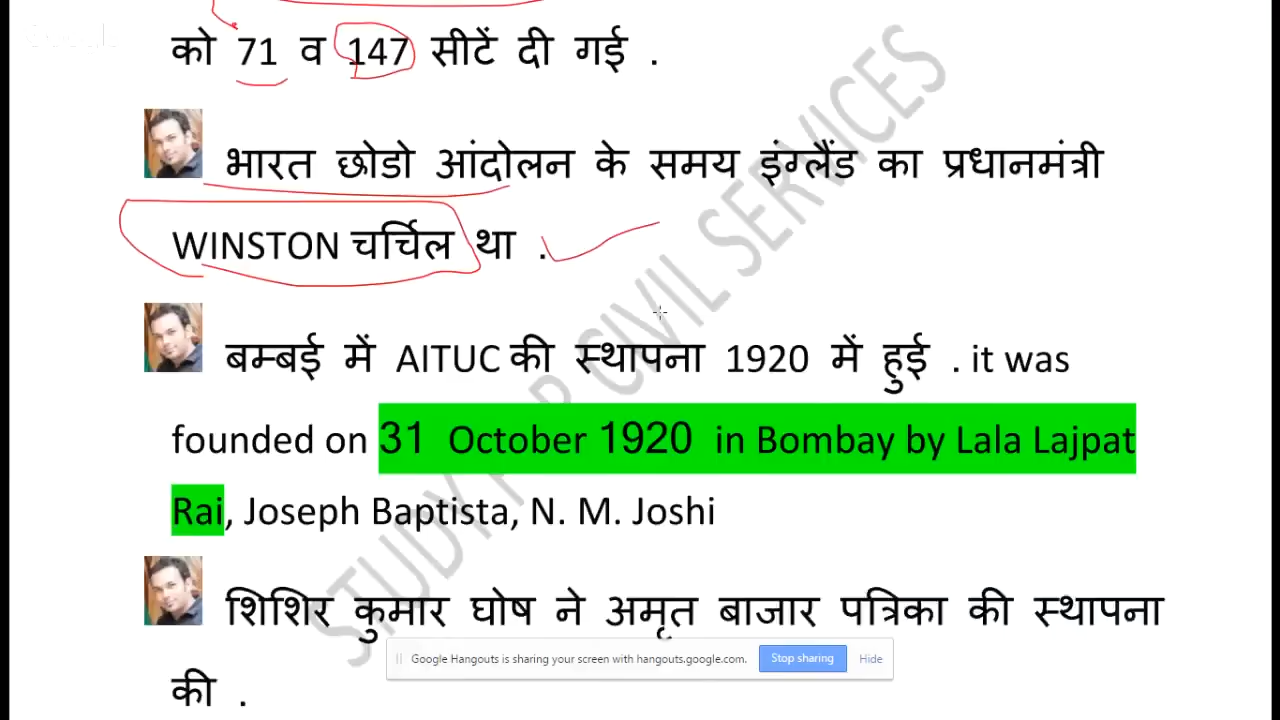 को 71 व 147 सीटें दी गई .
भारत छोडो आंदोलन के समय इंग्लैंड का प्रधानमंत्री
WINSTON चर्चिल था .
बम्बई में AITUC की स्थापना 1920 में हुई . it was
founded on 31 October 1920 in Bombay by Lala Lajpat
Rai, Joseph Baptista, N. M. Joshi
शिशिर कुमार घोष ने अमृत बाजार पत्रिका की स्थापना
की .
Google Hangouts is sharing your screen with hangouts.google.com. Stop sharing Hide